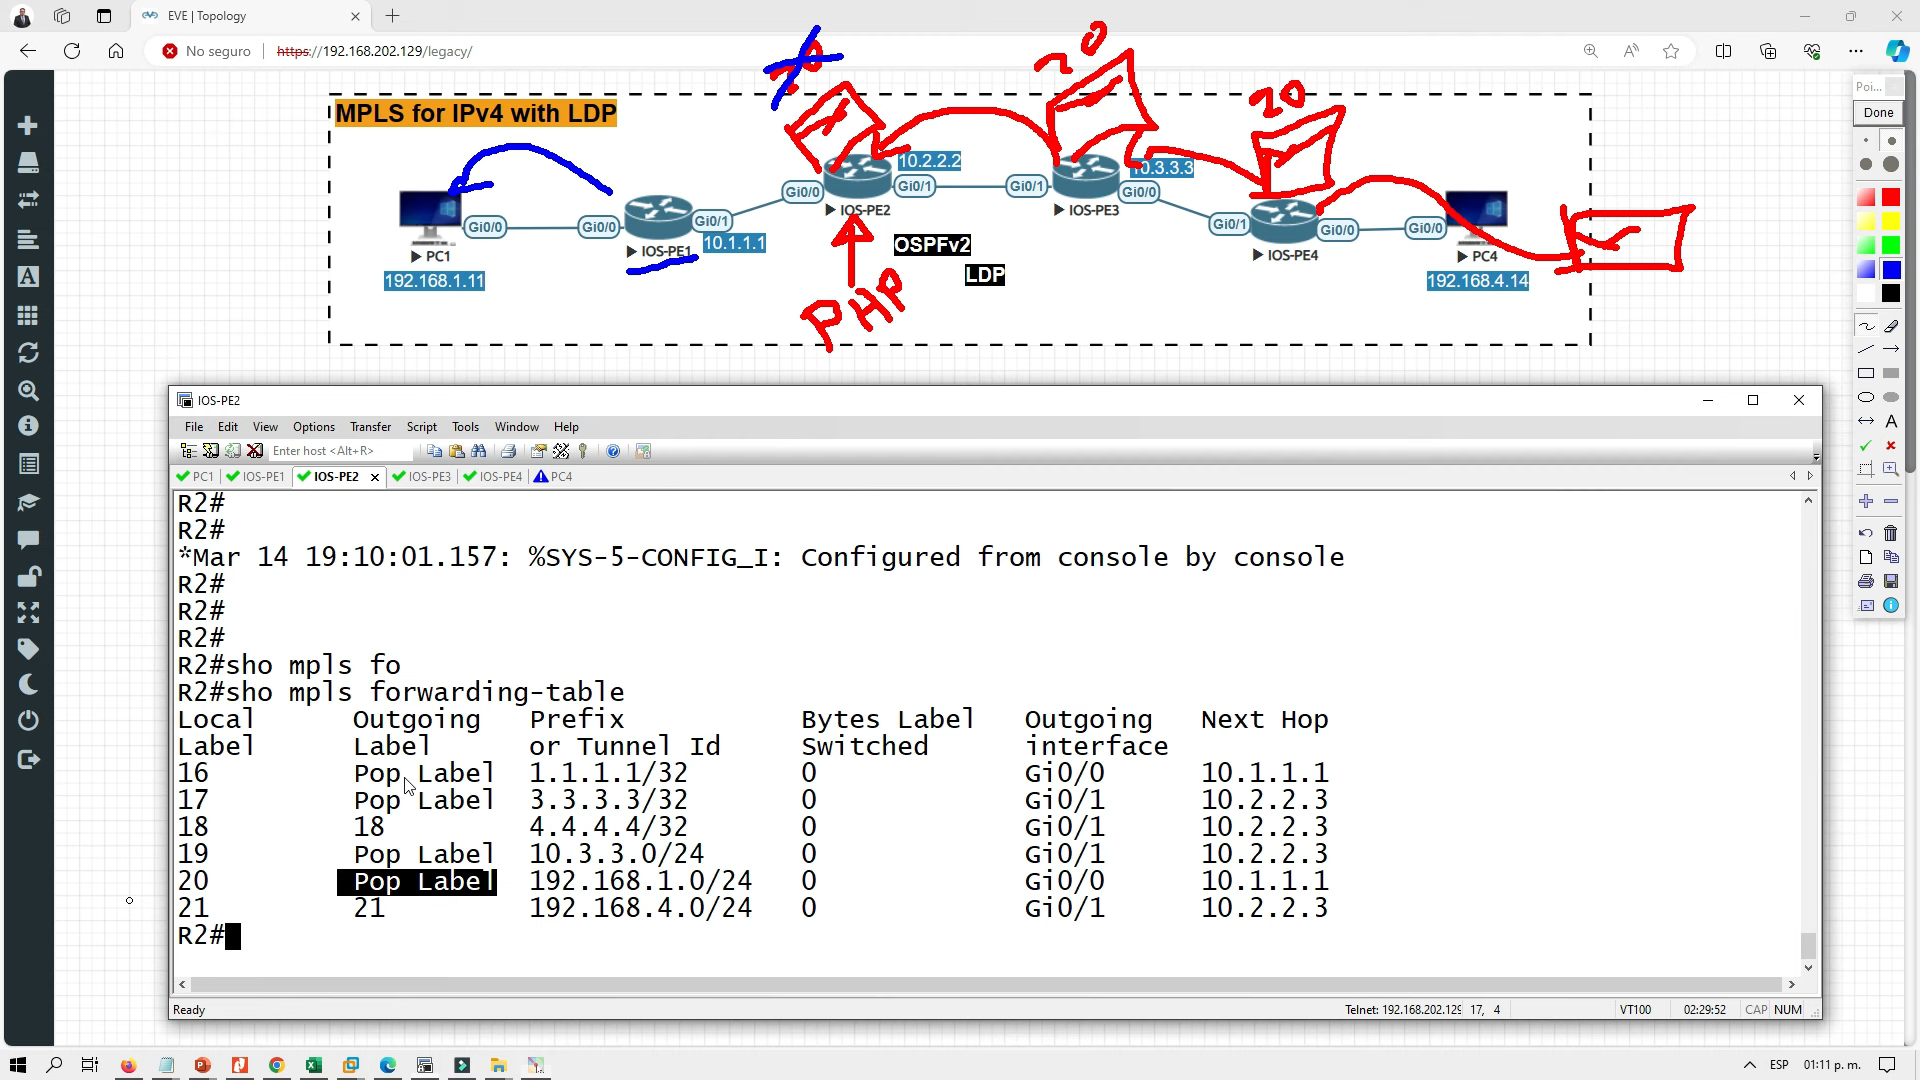 EVE | Topology
No seguro
https://192.168.202.129/legacy/
Poi...
Done
MPLS for IPv4 with LDP
20
20
10.2.2.2
10.3.3.3
Gi0/0
Gi0/1
Gi0/1
Gi0/0
IOS-PE2
IOS-PE3
Gi0/0
Gi0/0
Gi0/1
Gi0/1
Gi0/0
Gi0/0
PC1
IOS-PE1
10.1.1.1
OSPFv2
IOS-PE4
PC4
192.168.1.11
LDP
192.168.4.14
PHP
IOS-PE2
File Edit View Options Transfer Script Tools Window Help
Enter host <Alt+R>
PC1 IOS-PE1 IOS-PE2 IOS-PE3 IOS-PE4 PC4
R2#
R2#
*Mar 14 19:10:01.157: %SYS-5-CONFIG_I: Configured from console by console
R2#
R2#
R2#
R2#sho mpls fo
R2#sho mpls forwarding-table
Local Outgoing Prefix Bytes Label Outgoing Next Hop
Label Label or Tunnel Id Switched interface
16 Pop Label 1.1.1.1/32 0 Gi0/0 10.1.1.1
17 Pop Label 3.3.3.3/32 0 Gi0/1 10.2.2.3
18 18 4.4.4.4/32 0 Gi0/1 10.2.2.3
19 Pop Label 10.3.3.0/24 0 Gi0/1 10.2.2.3
20 Pop Label 192.168.1.0/24 0 Gi0/0 10.1.1.1
21 21 192.168.4.0/24 0 Gi0/1 10.2.2.3
R2#
Ready
Telnet: 192.168.202.129 17, 4 VT100 02:29:52 CAP NUM
ESP 01:11 p. m.